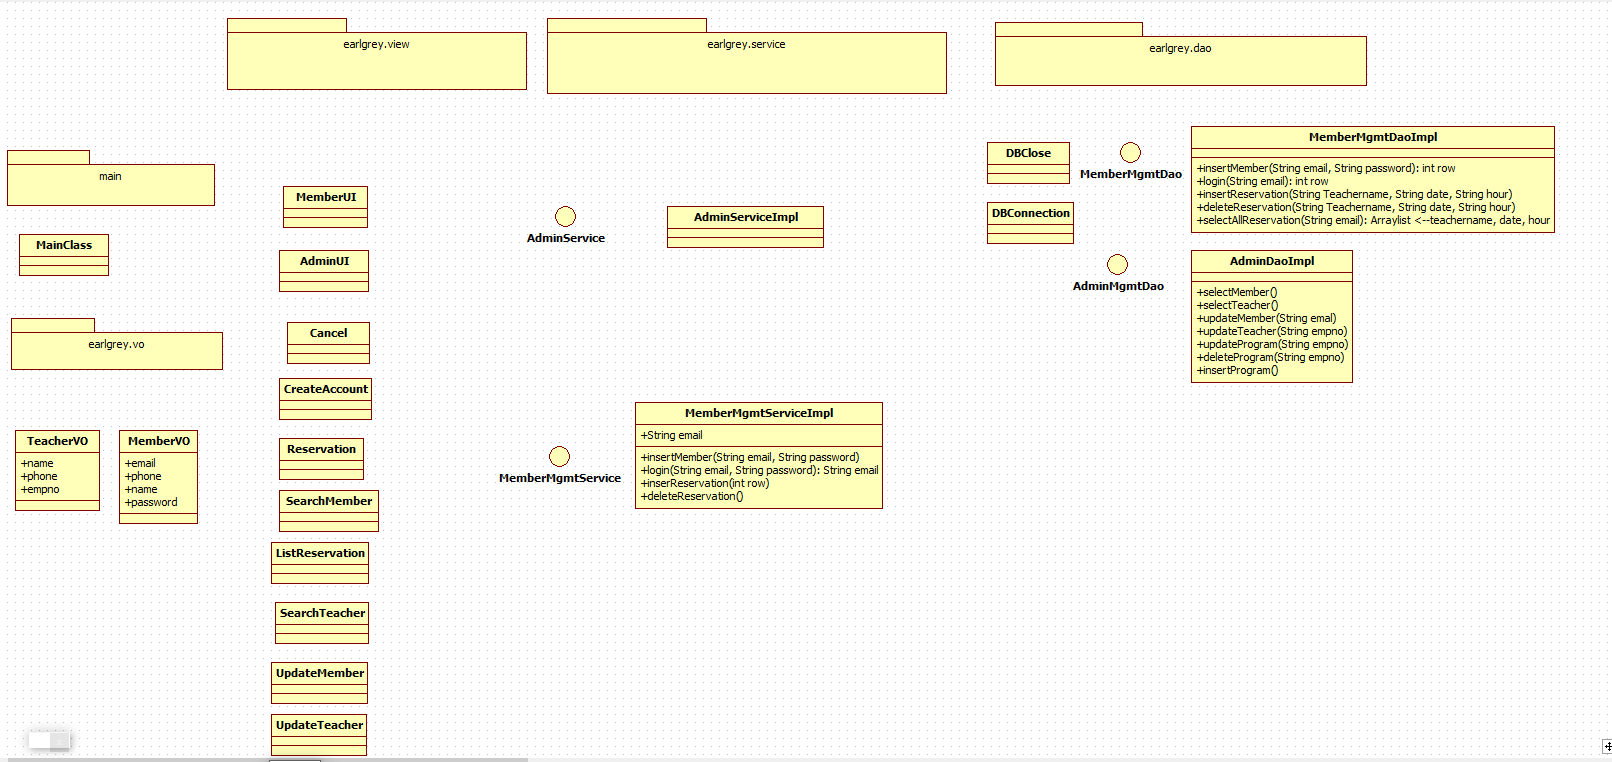 earlgrey.view
earlgrey.service
earlgrey.dao
main
MainClass
earlgrey.vo
TeacherVO
+name
+phone
+empno
MemberVO
+email
+phone
+name
+password
MemberUI
AdminUI
Cancel
CreateAccount
Reservation
SearchMember
ListReservation
SearchTeacher
UpdateMember
UpdateTeacher
AdminService
AdminServiceImpl
MemberMgmtService
MemberMgmtServiceImpl
+String email
+insertMember(String email, String password)
+login(String email, String password): String email
+inserReservation(int row)
+deleteReservation()
DBClose
DBConnection
MemberMgmtDao
AdminMgmtDao
MemberMgmtDaoImpl
+insertMember(String email, String password): int row
+login(String email): int row
+insertReservation(String Teachername, String date, String hour)
+deleteReservation(String Teachername, String date, String hour)
+selectAllReservation(String email): Arraylist <--teachername, date, hour
AdminDaoImpl
+selectMember()
+selectTeacher()
+updateMember(String emal)
+updateTeacher(String empno)
+updateProgram(String empno)
+deleteProgram(String empno)
+insertProgram()